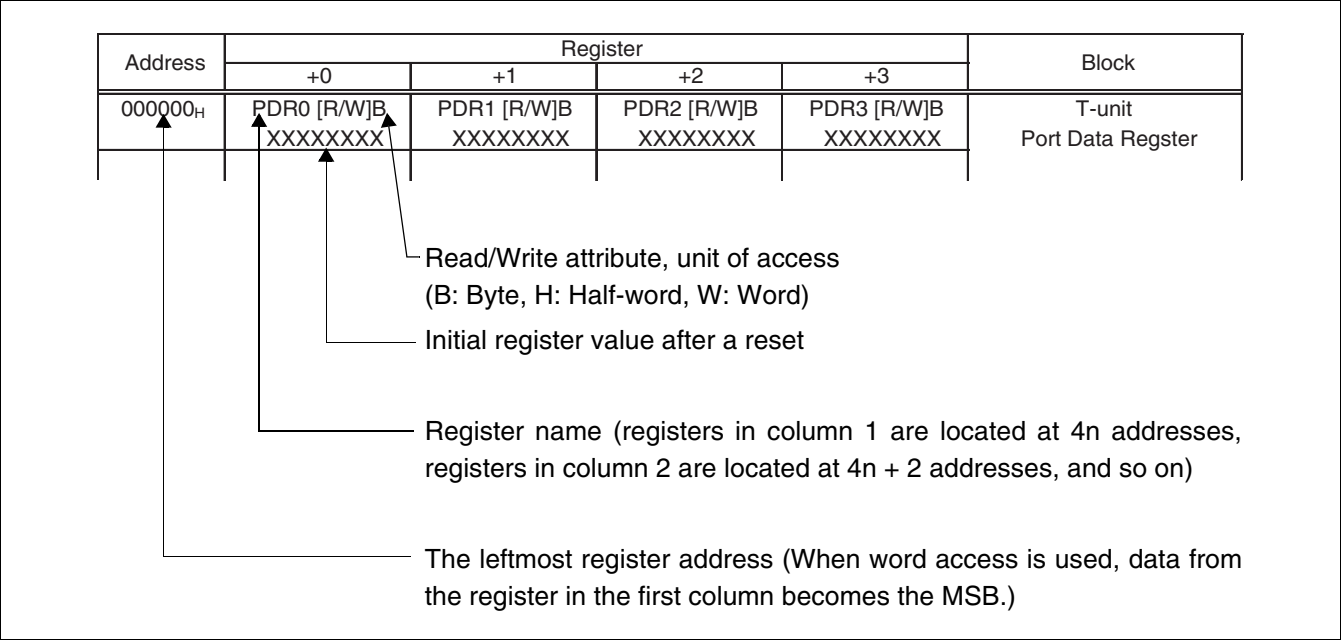 Address Register Block
+0 +1 +2 +3
000000H PDR0 [R/W]B PDR1 [R/W]B PDR2 [R/W]B PDR3 [R/W]B T-unit
XXXXXXXX XXXXXXXX XXXXXXXX XXXXXXXX Port Data Regster
Read/Write attribute, unit of access
(B: Byte, H: Half-word, W: Word)
Initial register value after a reset
Register name (registers in column 1 are located at 4n addresses,
registers in column 2 are located at 4n + 2 addresses, and so on)
The leftmost register address (When word access is used, data from
the register in the first column becomes the MSB.)